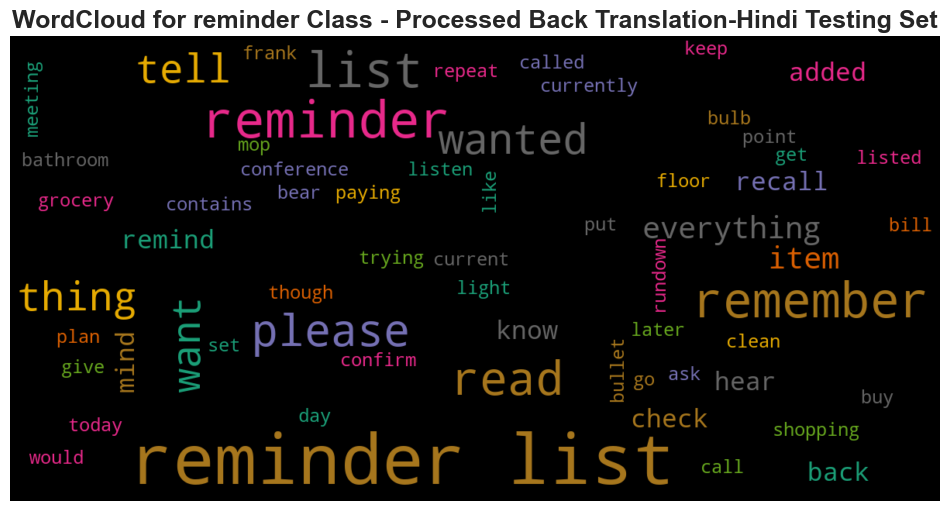 WordCloud for reminder Class - Processed Back Translation-Hindi Testing Set
frank
keep
tell
list
repeat
called
currently
added
meeting
reminder
wanted
bulb
point
mop
get
listed
bathroom
conference
listen
like
floor
recall
grocery
contains
bear
paying
put
everything
bill
remind
trying
current
rundown
item
thing
though
light
remember
want
please
know
later
plan
set
clean
give
mind
confirm
read
bullet
go
ask
hear
buy
today
day
check
shopping
would
reminder list
call
back